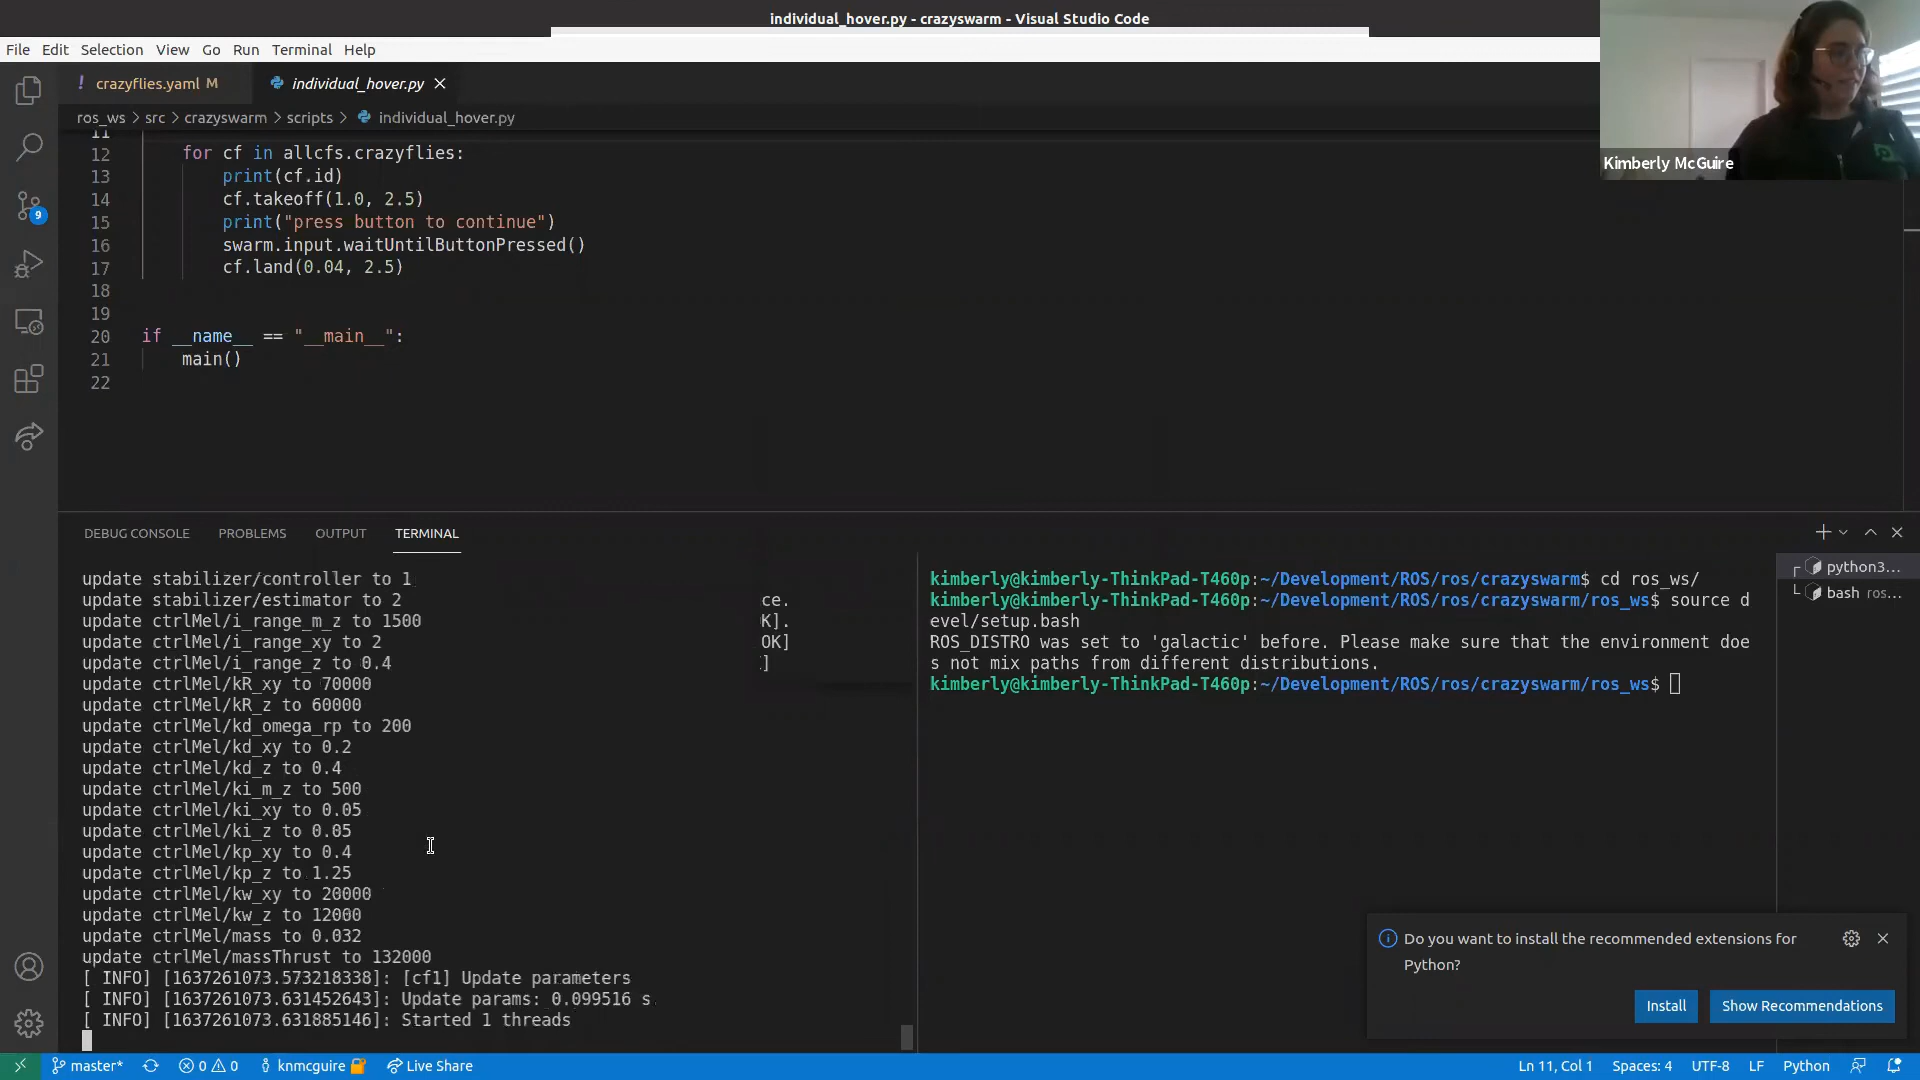 individual_hover.py - crazyswarm - Visual Studio Code
File Edit Selection View Go Run Terminal Help
! crazyflies.yaml M individual_hover.py
ros_ws > src > crazyswarm > scripts > individual_hover.py
Kimberly McGuire
11
12 for cf in allcfs.crazyflies:
13 print(cf.id)
14 cf.takeoff(1.0, 2.5)
15 print("press button to continue")
16 swarm.input.waitUntilButtonPressed()
17 cf.land(0.04, 2.5)
18
19
20 if __name__ == "__main__":
21 main()
22
9
DEBUG CONSOLE PROBLEMS OUTPUT TERMINAL
update stabilizer/controller to 1
update stabilizer/estimator to 2
update ctrlMel/i_range_m_z to 1500
update ctrlMel/i_range_xy to 2
update ctrlMel/i_range_z to 0.4
update ctrlMel/kR_xy to 70000
update ctrlMel/kR_z to 60000
update ctrlMel/kd_omega_rp to 200
update ctrlMel/kd_xy to 0.2
update ctrlMel/kd_z to 0.4
update ctrlMel/ki_m_z to 500
update ctrlMel/ki_xy to 0.05
update ctrlMel/ki_z to 0.05
update ctrlMel/kp_xy to 0.4
update ctrlMel/kp_z to 1.25
update ctrlMel/kw_xy to 20000
update ctrlMel/kw_z to 12000
update ctrlMel/mass to 0.032
update ctrlMel/massThrust to 132000
[ INFO] [1637261073.573218338]: [cf1] Update parameters
[ INFO] [1637261073.631452643]: Update params: 0.099516 s
[ INFO] [1637261073.631885146]: Started 1 threads
ce.
K].
OK]
]
kimberly@kimberly-ThinkPad-T460p:~/Development/ROS/ros/crazyswarm$ cd ros_ws/
kimberly@kimberly-ThinkPad-T460p:~/Development/ROS/ros/crazyswarm/ros_ws$ source d
evel/setup.bash
ROS_DISTRO was set to 'galactic' before. Please make sure that the environment doe
s not mix paths from different distributions.
kimberly@kimberly-ThinkPad-T460p:~/Development/ROS/ros/crazyswarm/ros_ws$
python3...
bash ros...
Do you want to install the recommended extensions for
Python?
Install Show Recommendations
master* 0 0 knmcguire Live Share Ln 11, Col 1 Spaces: 4 UTF-8 LF Python